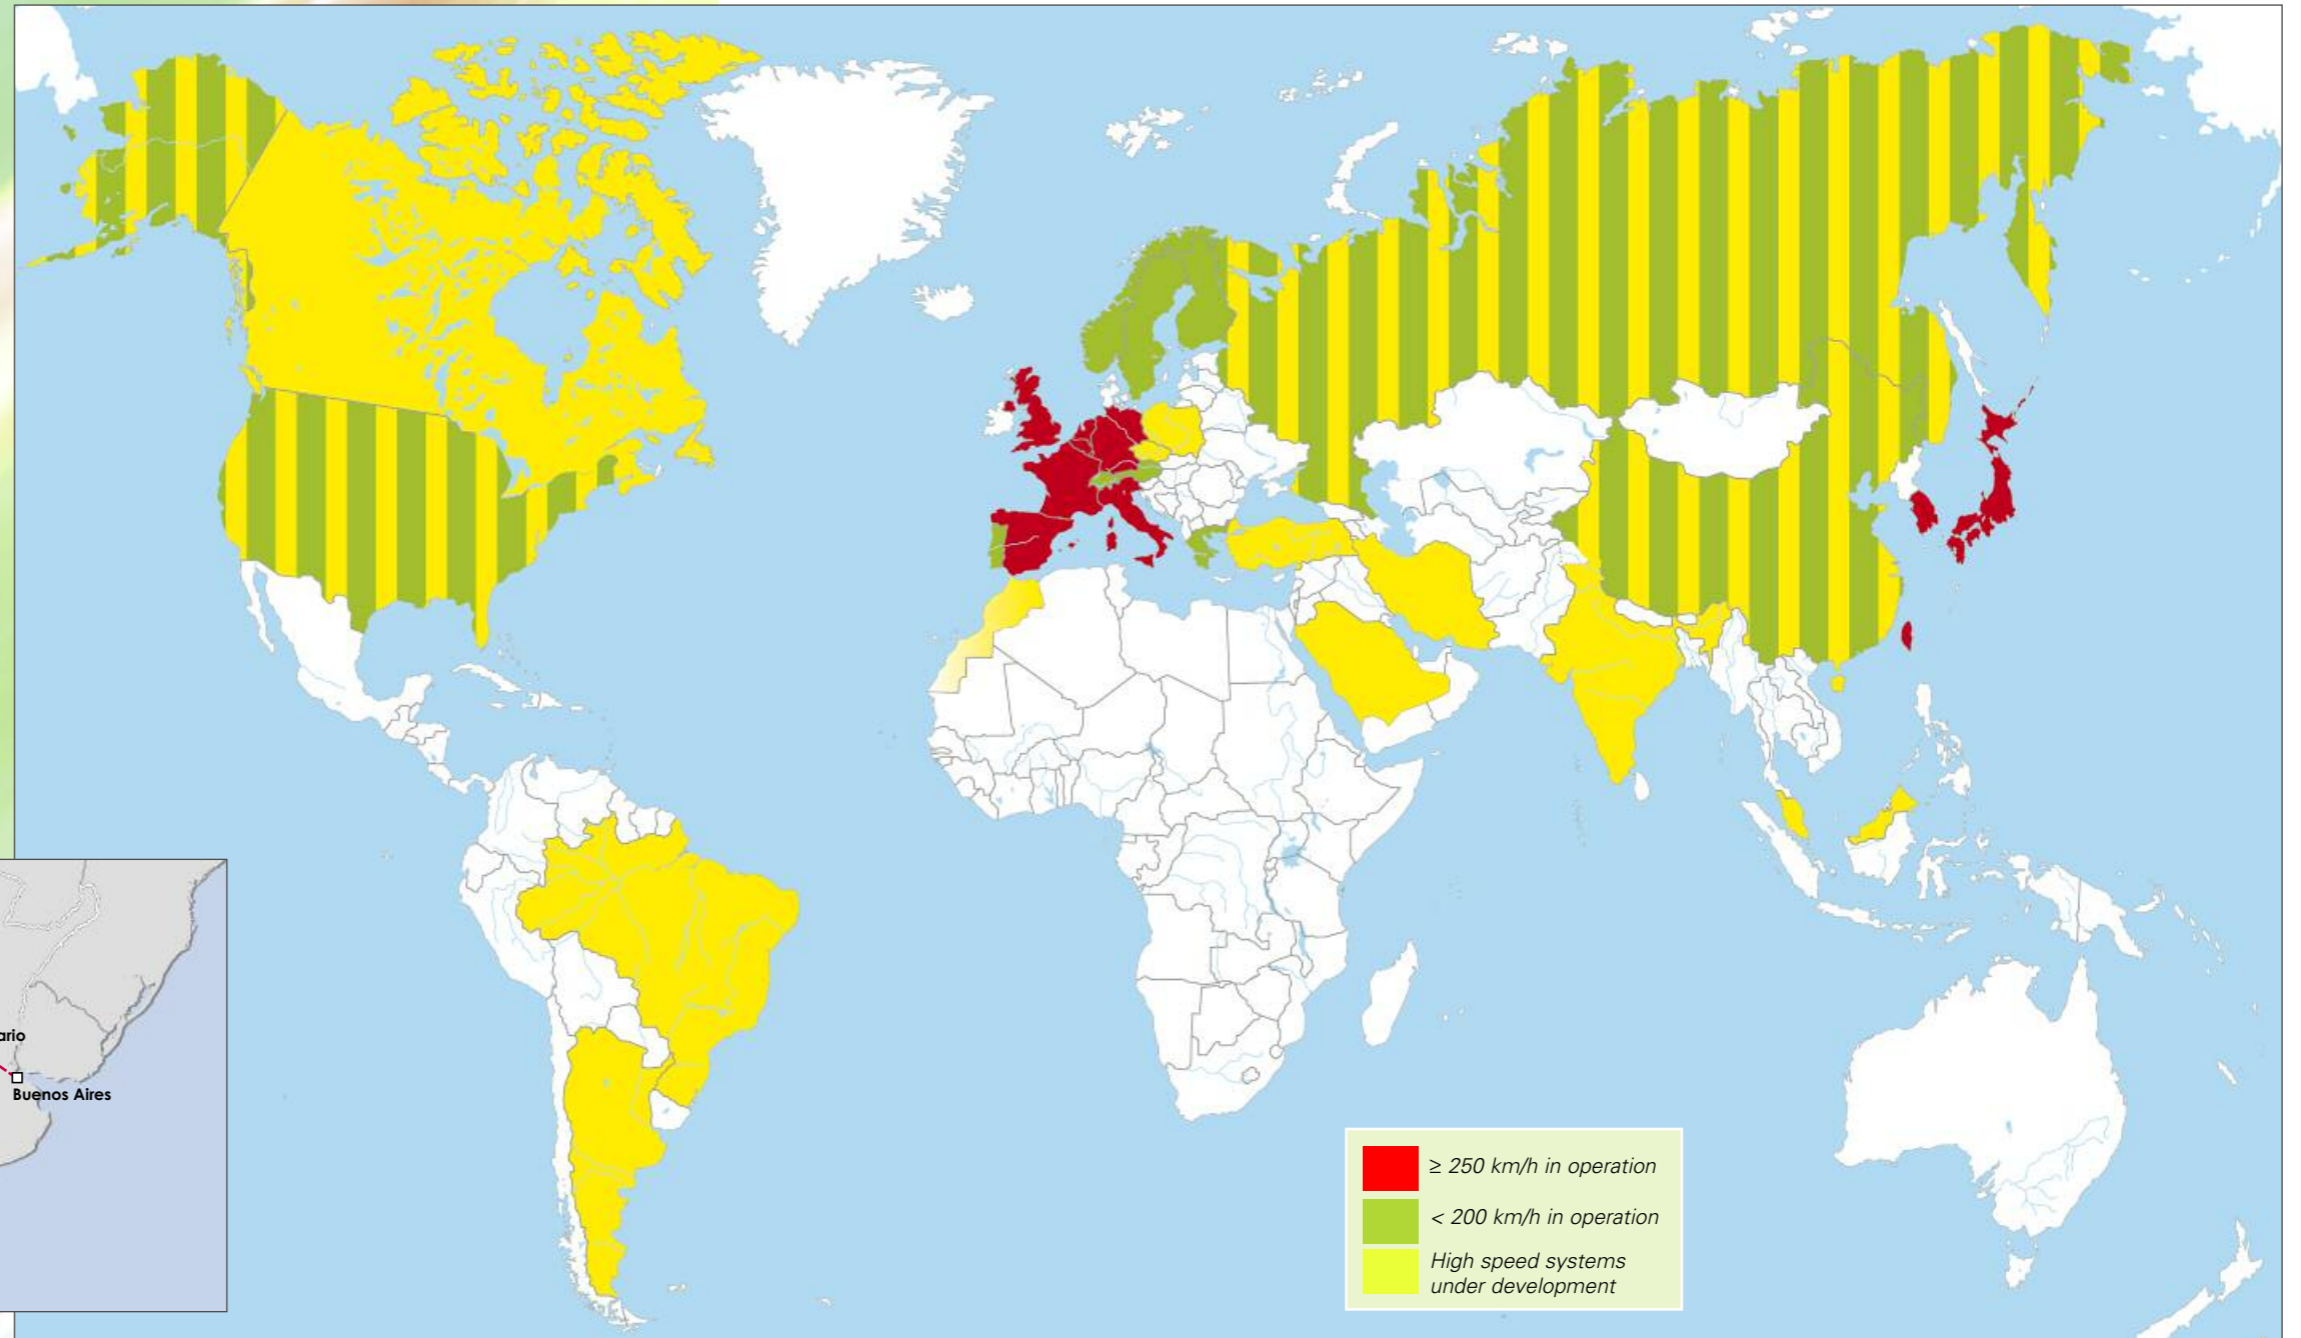 ario
Buenos Aires
≥ 250 km/h in operation
< 200 km/h in operation
High speed systems
under development